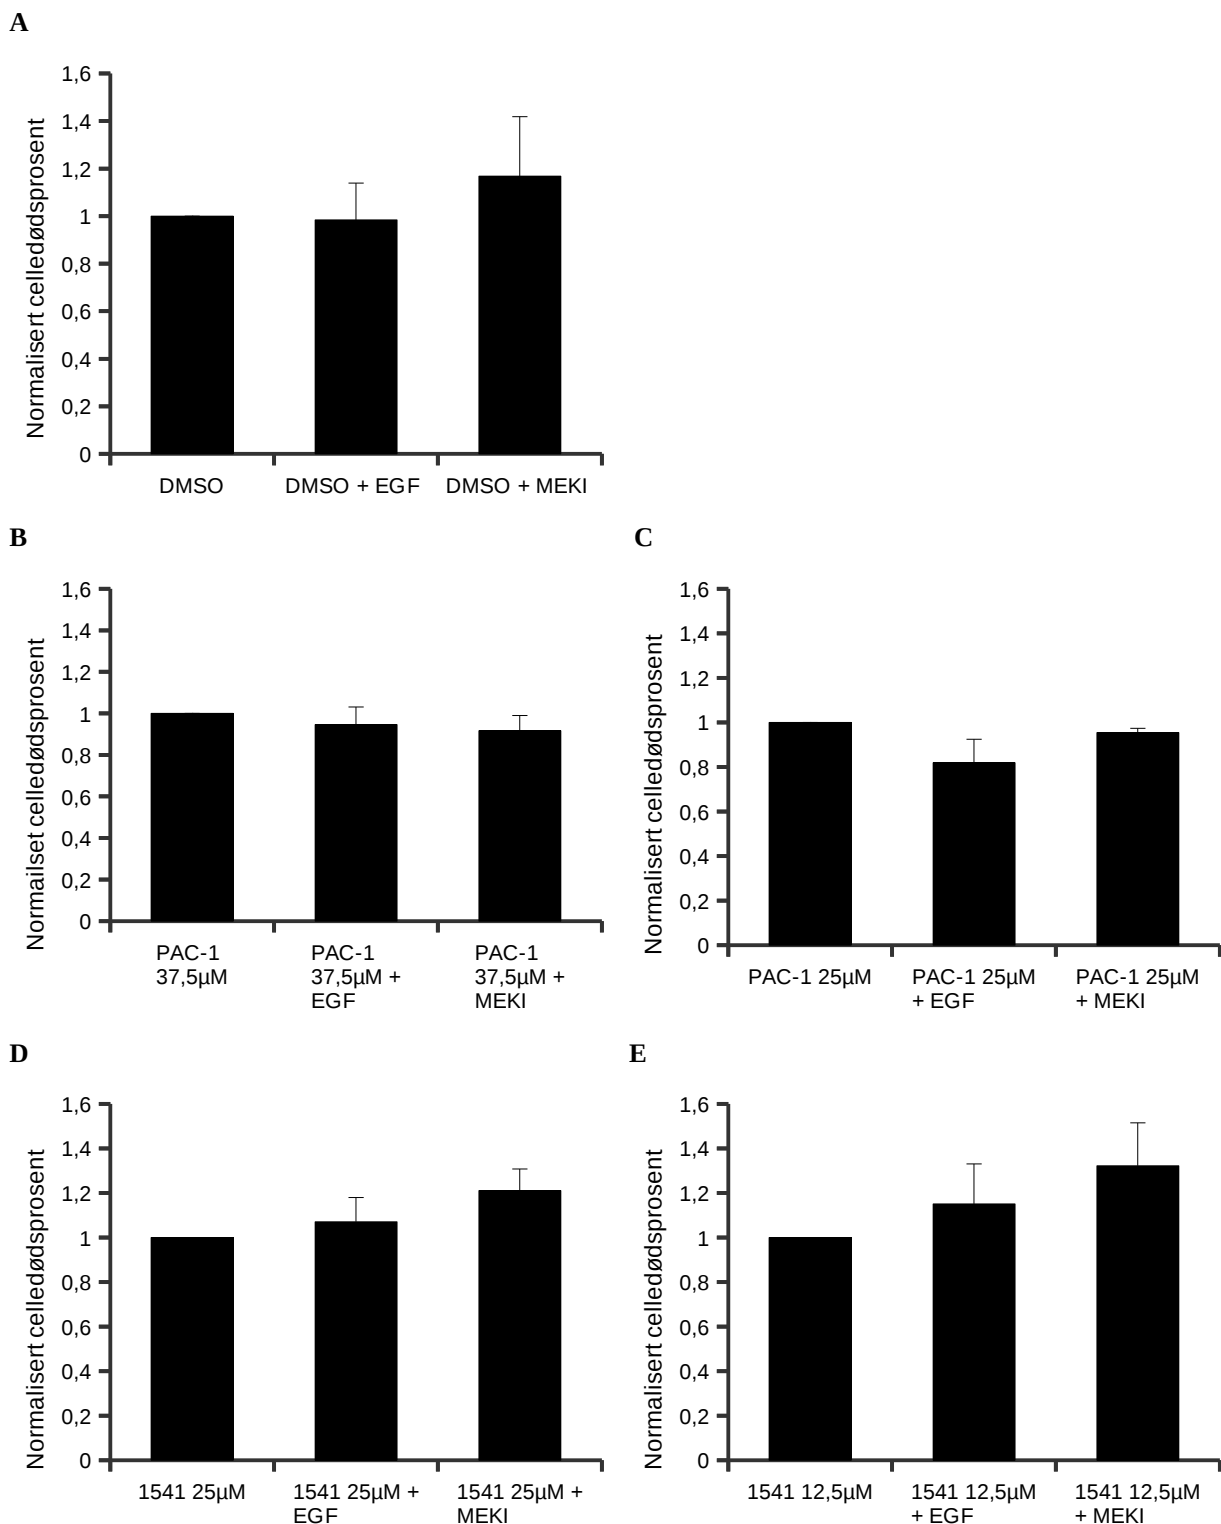 A
Normalisert celledødsprosent
1,6
1,4
1,2
1
0,8
0,6
0,4
0,2
0
DMSO
DMSO + EGF
DMSO + MEKI
B
Normailset celledødsprosent
1,6
1,4
1,2
1
0,8
0,6
0,4
0,2
0
PAC-1
37,5µM
PAC-1
37,5µM +
EGF
PAC-1
37,5µM +
MEKI
C
Normalisert celledødsprosent
1,6
1,4
1,2
1
0,8
0,6
0,4
0,2
0
PAC-1 25µM
PAC-1 25µM
+ EGF
PAC-1 25µM
+ MEKI
D
Normalisert celledødsprosent
1,6
1,4
1,2
1
0,8
0,6
0,4
0,2
0
1541 25µM
1541 25µM +
EGF
1541 25µM +
MEKI
E
Normalisert celledødsprosent
1,6
1,4
1,2
1
0,8
0,6
0,4
0,2
0
1541 12,5µM
1541 12,5µM
+ EGF
1541 12,5µM
+ MEKI